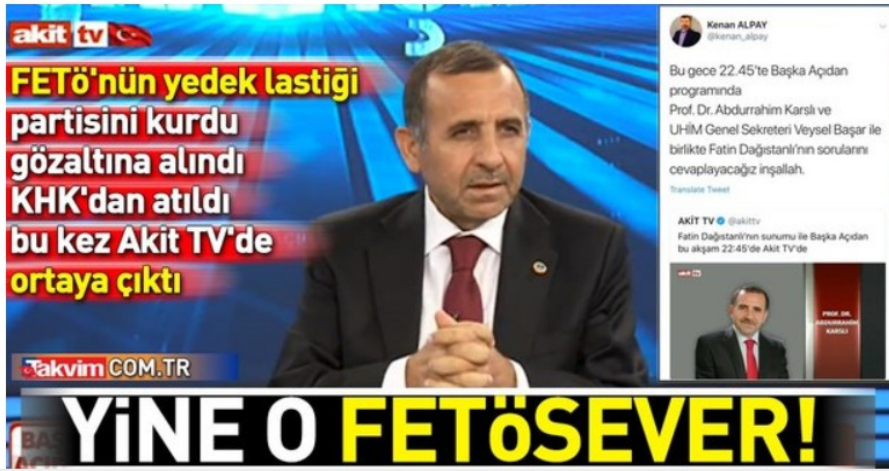 akit tv
FETö'nün yedek lastiği
partisini kurdu
gözaltına alındı
KHK'dan atıldı
bu kez Akit TV'de
ortaya çıktı
Takvim.COM.TR
YiNE O FETöSEVER!
Kenan ALPAY
@kenan_alpay
Bu gece 22.45'te Başka Açıdan
programında
Prof. Dr. Abdurrahim Karslı ve
UHİM Genel Sekreteri Veysel Başar ile
birlikte Fatin Dağıstanlı'nın sorularını
cevaplayacağız inşallah.
Translate Tweet
AKİT TV @akittv
Fatin Dağıstanlı'nın sunumu ile Başka Açıdan
bu akşam 22:45'de Akit TV'de
akit tv
PROF. DR.
ABDURRAHİM
KARSLI